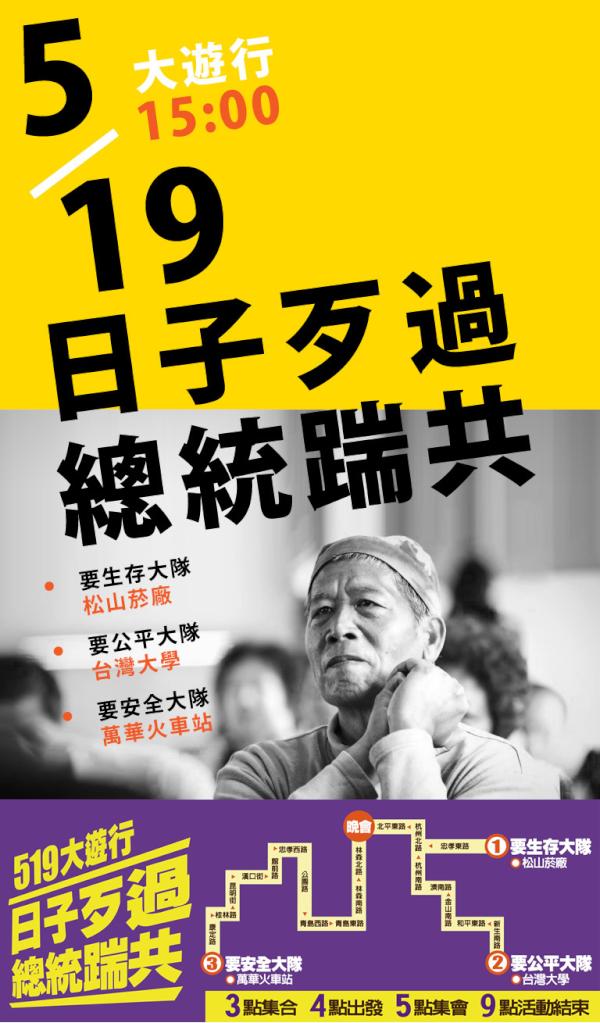 5/19
大遊行
15:00
日子歹過
總統踹共
要生存大隊
松山菸廠
要公平大隊
台灣大學
要安全大隊
萬華火車站
519大遊行
日子歹過
總統踹共
晚會
北平東路
杭州北路
忠孝東路
1 要生存大隊
松山菸廠
杭州南路
濟南路
金山南路
和平東路
新生南路
2 要公平大隊
台灣大學
忠孝西路
館前路
漢口街
昆明街
桂林路
康定路
公園路
青島西路
青島東路
林森北路
林森南路
3 要安全大隊
萬華火車站
3點集合 4點出發 5點集會 9點活動結束